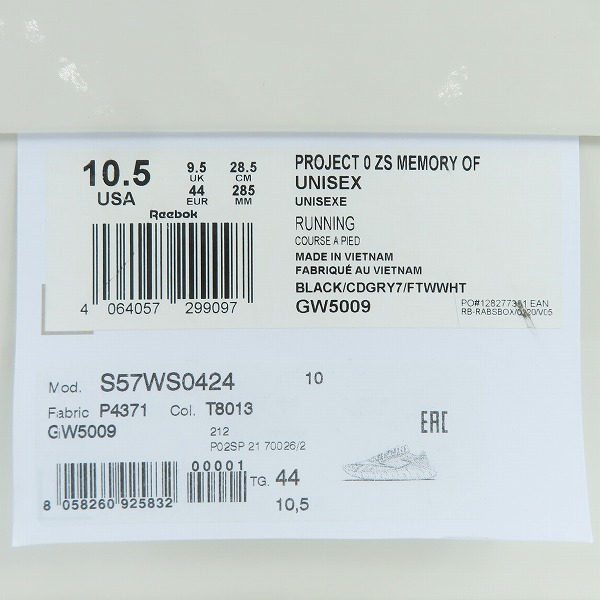 10.5 9.5 28.5
UK CM
USA 44 285
EUR MM
Reebok
4 064057 299097
PROJECT 0 ZS MEMORY OF
UNISEX
UNISEXE
RUNNING
COURSE A PIED
MADE IN VIETNAM
FABRIQUÉ AU VIETNAM
BLACK/CDGRY7/FTWWHT
GW5009
EAN
Mod. S57WS0424 10
Fabric P4371 Col. T8013
GW5009 212
P02SP 21 70026/2
EAC
00001
TG. 44
8 058260 925832
10,5